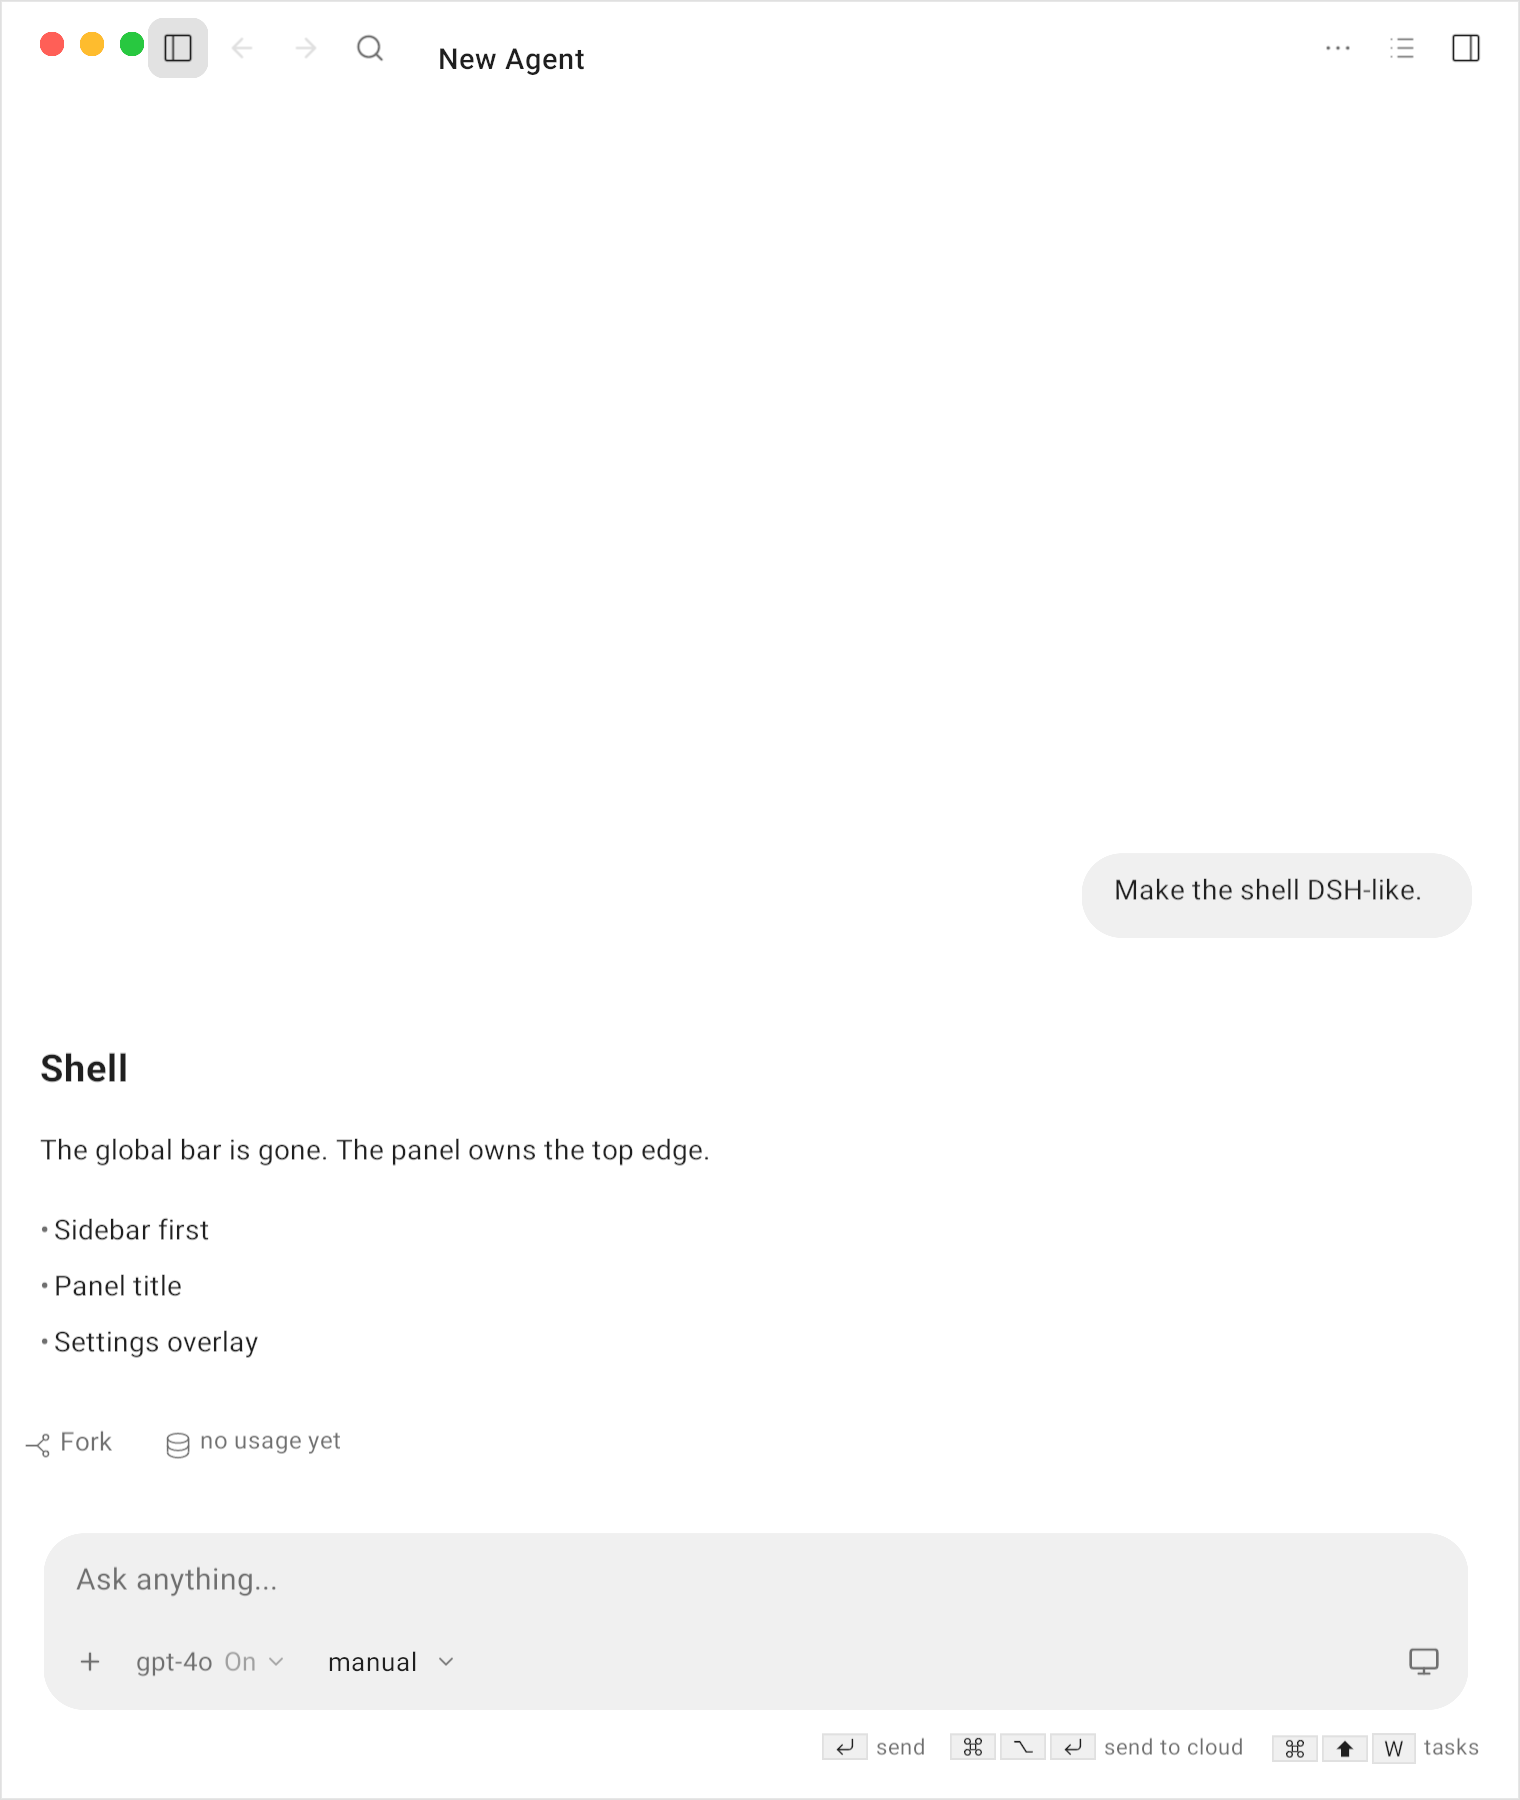 New Agent
Make the shell DSH-like.
Shell
The global bar is gone. The panel owns the top edge.
• Sidebar first
• Panel title
• Settings overlay
Fork no usage yet
Ask anything...
gpt-4o On manual
send send to cloud W tasks